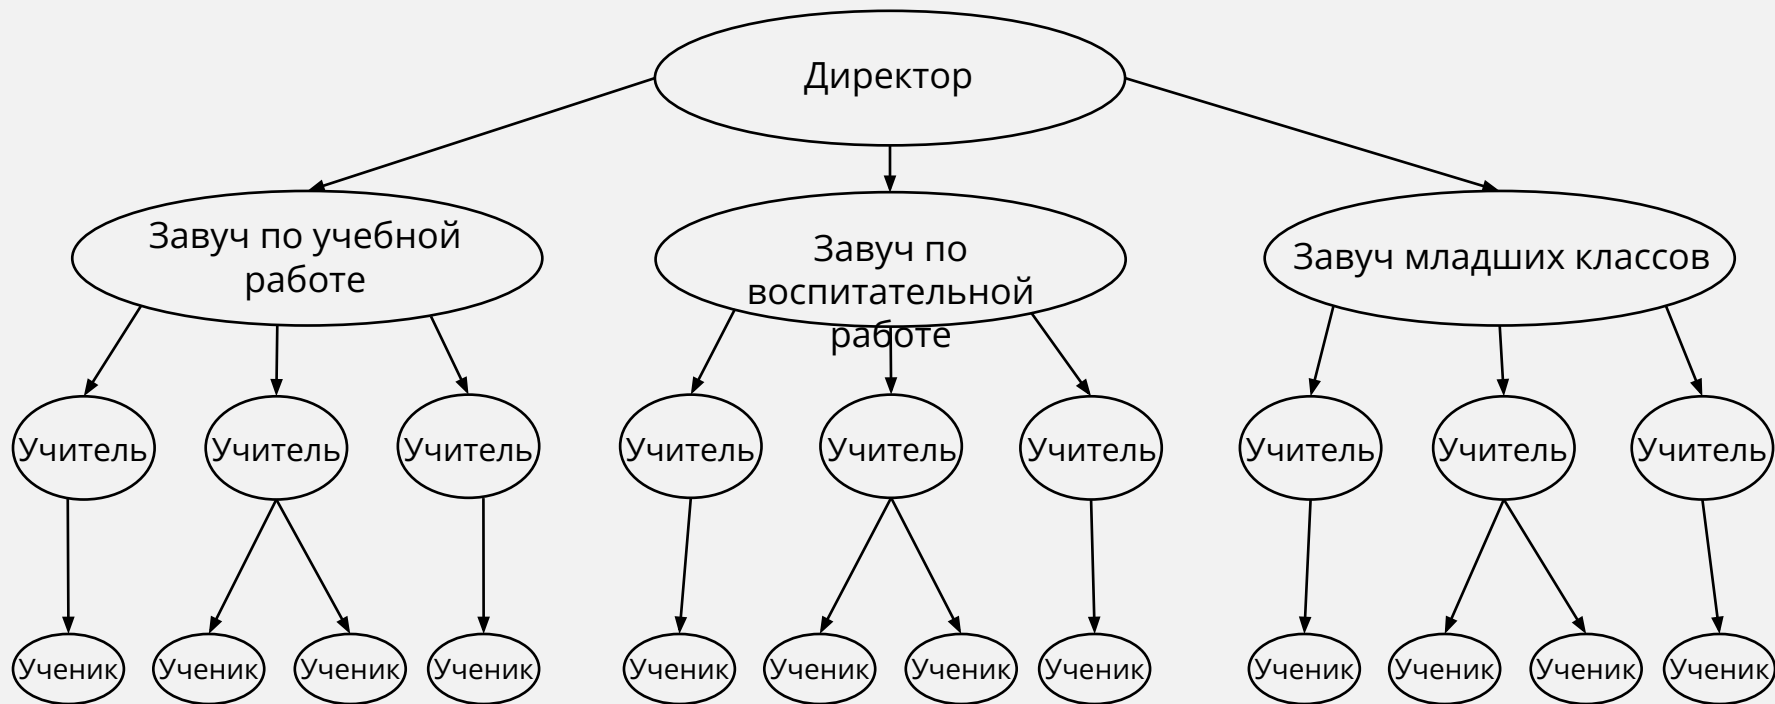 Директор
Завуч по учебной
работе
Завуч по
воспитательной
работе
Завуч младших классов
Учитель
Учитель
Учитель
Учитель
Учитель
Учитель
Учитель
Учитель
Учитель
Ученик
Ученик
Ученик
Ученик
Ученик
Ученик
Ученик
Ученик
Ученик
Ученик
Ученик
Ученик